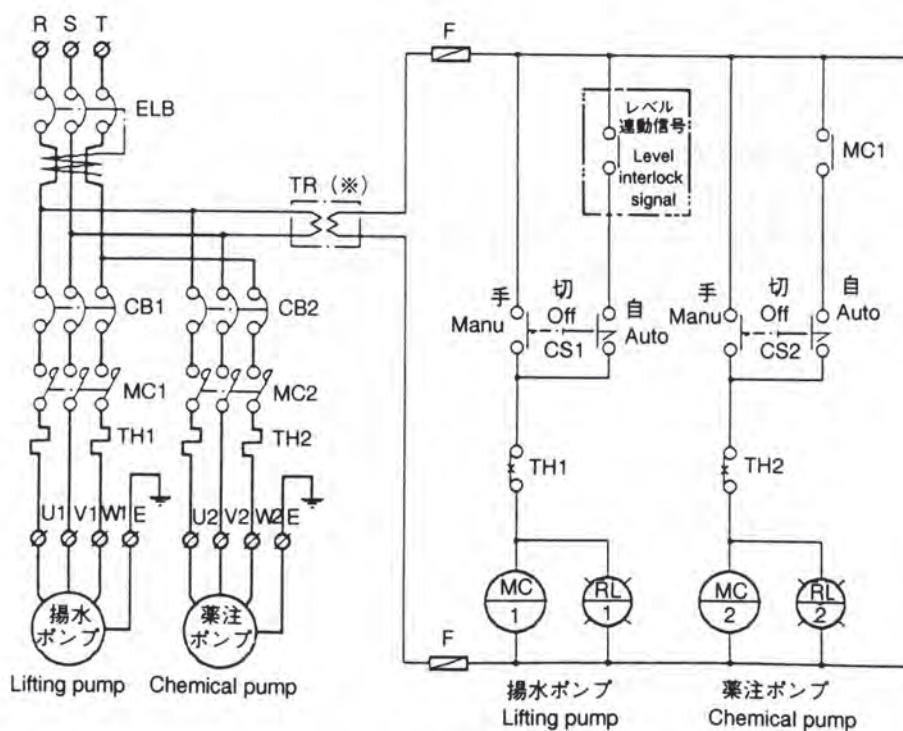 R S T
ELB
TR (※)
F
レベル
連動信号
Level
interlock
signal
MC1
手
Manu
切
Off
CS1
自
Auto
手
Manu
切
Off
CS2
自
Auto
CB1
CB2
MC1
MC2
TH1
TH2
TH1
TH2
U1 V1 W1 E
U2 V2 W2 E
MC
1
RL
1
MC
2
RL
2
F
揚水
ポンプ
薬注
ポンプ
Lifting pump
Chemical pump
揚水ポンプ
Lifting pump
薬注ポンプ
Chemical pump